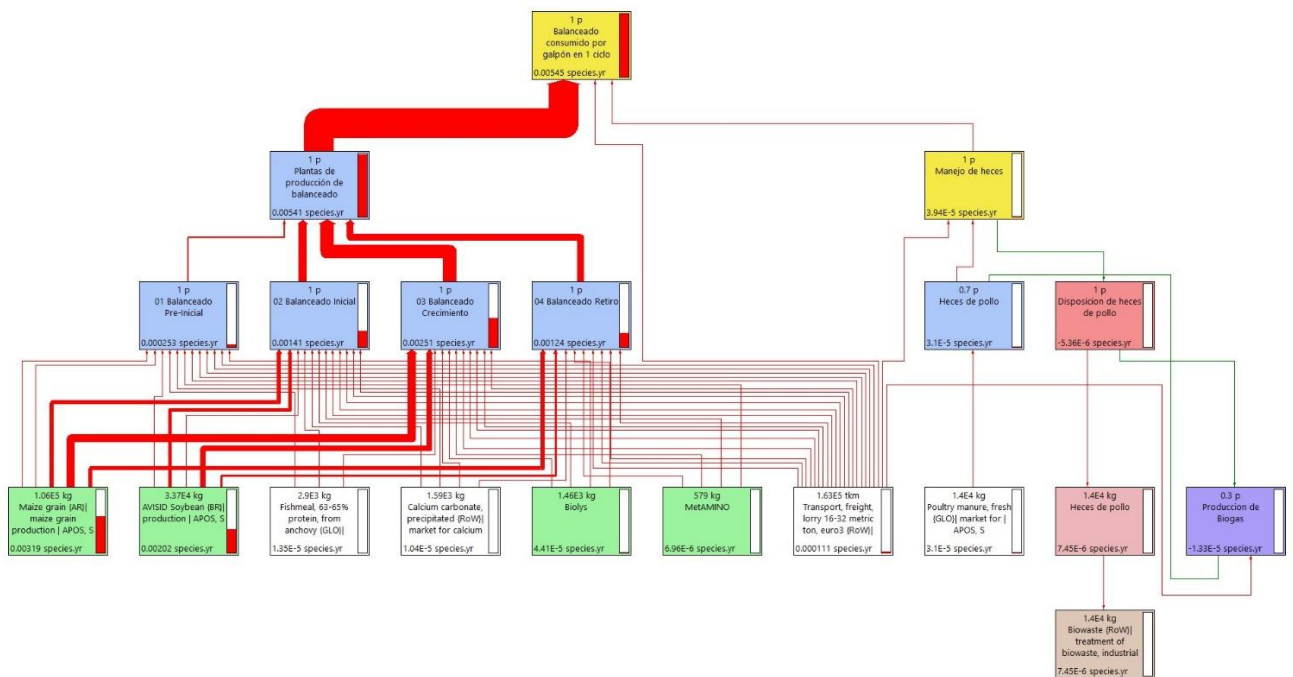 1 p
Balanceado
consumido por
galpón en 1 ciclo
0.00545 species.yr
1 p
Plantas de
producción de
balanceado
0.00541 species.yr
1 p
Manejo de heces
3.94E-5 species.yr
1 p
01 Balanceado
Pre-Inicial
0.000253 species.yr
1 p
02 Balanceado Inicial
0.00141 species.yr
1 p
03 Balanceado
Crecimiento
0.00251 species.yr
1 p
04 Balanceado Retiro
0.00124 species.yr
0.7 p
Heces de pollo
3.1E-5 species.yr
1 p
Disposicion de heces
de pollo
-5.36E-6 species.yr
1.06E5 kg
Maize grain {AR}|
maize grain
production | APOS, S
0.00319 species.yr
3.37E4 kg
AVISID Soybean {BR}|
production | APOS, S
0.00202 species.yr
2.9E3 kg
Fishmeal, 63-65%
protein, from
anchovy {GLO}|
1.35E-5 species.yr
1.59E3 kg
Calcium carbonate,
precipitated {RoW}|
market for calcium
1.04E-5 species.yr
1.46E3 kg
Biolys
4.41E-5 species.yr
579 kg
MetAMINO
6.96E-6 species.yr
1.63E5 tkm
Transport, freight,
lorry 16-32 metric
ton, euro3 {RoW}|
0.000111 species.yr
1.4E4 kg
Poultry manure, fresh
{GLO}| market for |
APOS, S
3.1E-5 species.yr
1.4E4 kg
Heces de pollo
7.45E-6 species.yr
0.3 p
Produccion de
Biogas
-1.33E-5 species.yr
1.4E4 kg
Biowaste {RoW}|
treatment of
biowaste, industrial
7.45E-6 species.yr